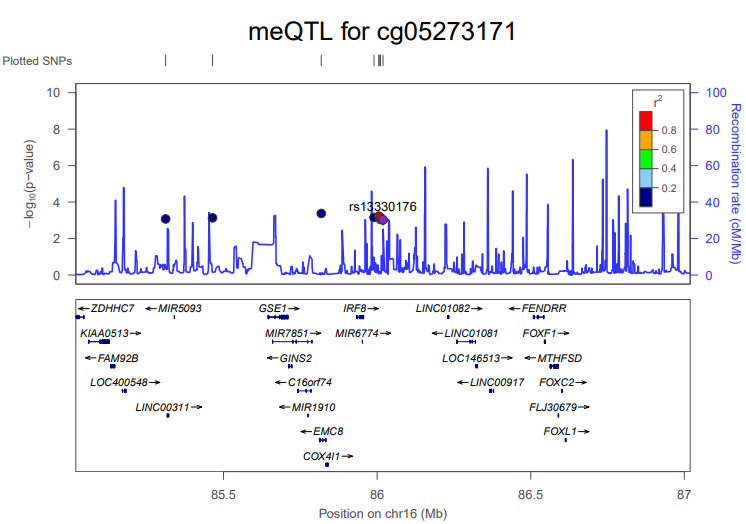 meQTL for cg05273171
Plotted SNPs
10
8
6
4
2
0
−log10(p−value)
100
80
60
40
20
0
Recombination rate (cM/Mb)
r2
0.8
0.6
0.4
0.2
rs13330176
←ZDHHC7 ←MIR5093 GSE1→ IRF8→ LINC01082→ ←FENDRR
KIAA0513→ MIR7851→ MIR6774→ ←LINC01081 FOXF1→
←FAM92B ←GINS2 LOC146513→ ←MTHFSD
LOC400548→ ←C16orf74 ←LINC00917 FOXC2→
LINC00311→ ←MIR1910 FLJ30679→
←EMC8 FOXL1→
COX4I1→
85.5 86 86.5 87
Position on chr16 (Mb)